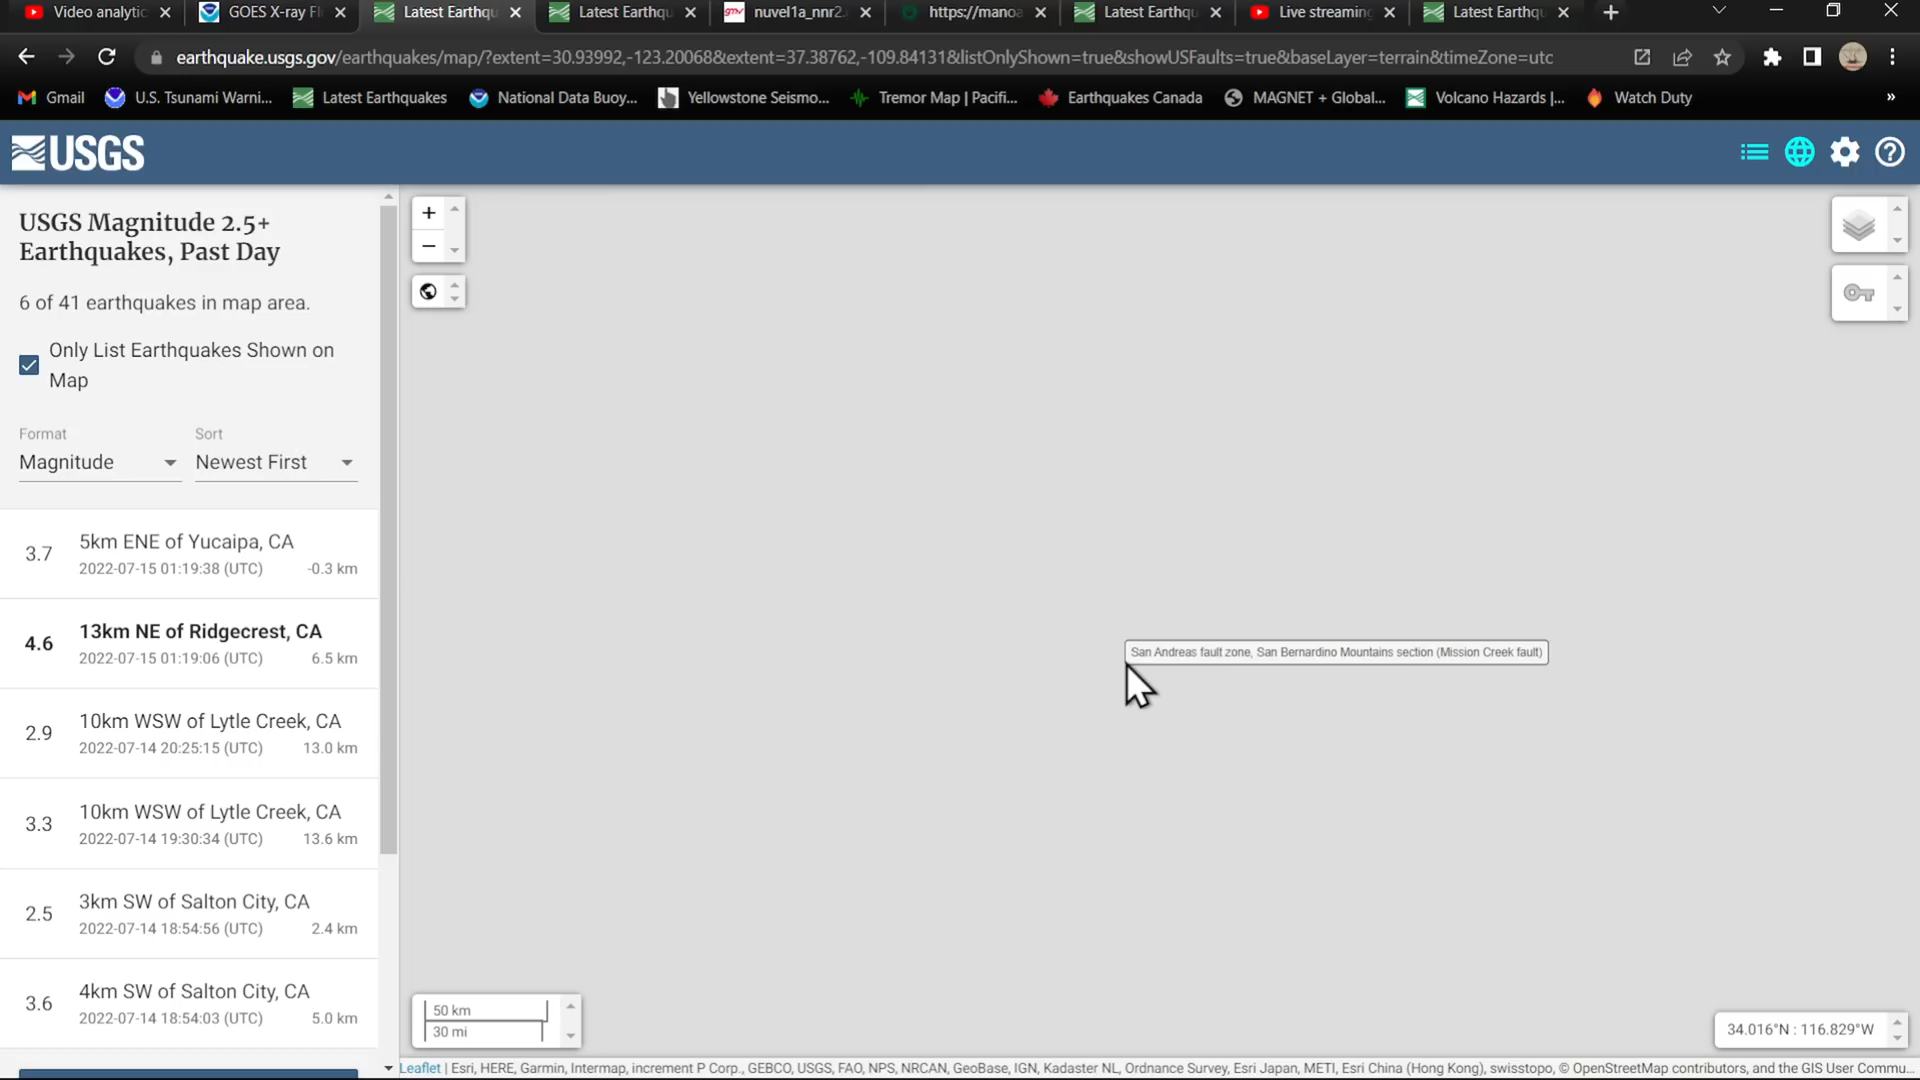 Video analytic
GOES X-ray Fl
Latest Earthqu
Latest Earthqu
nuvel1a_nnr2.
https://manoa
Latest Earthqu
Live streaming
Latest Earthqu
earthquake.usgs.gov/earthquakes/map/?extent=30.93992,-123.20068&extent=37.38762,-109.84131&listOnlyShown=true&showUSFaults=true&baseLayer=terrain&timeZone=utc
Gmail
U.S. Tsunami Warni...
Latest Earthquakes
National Data Buoy...
Yellowstone Seismo...
Tremor Map | Pacifi...
Earthquakes Canada
MAGNET + Global...
Volcano Hazards |...
Watch Duty
»
USGS
USGS Magnitude 2.5+
Earthquakes, Past Day
6 of 41 earthquakes in map area.
Only List Earthquakes Shown on
Map
Format
Sort
Magnitude
Newest First
3.7
5km ENE of Yucaipa, CA
2022-07-15 01:19:38 (UTC)
-0.3 km
4.6
13km NE of Ridgecrest, CA
2022-07-15 01:19:06 (UTC)
6.5 km
2.9
10km WSW of Lytle Creek, CA
2022-07-14 20:25:15 (UTC)
13.0 km
3.3
10km WSW of Lytle Creek, CA
2022-07-14 19:30:34 (UTC)
13.6 km
2.5
3km SW of Salton City, CA
2022-07-14 18:54:56 (UTC)
2.4 km
3.6
4km SW of Salton City, CA
2022-07-14 18:54:03 (UTC)
5.0 km
+
−
San Andreas fault zone, San Bernardino Mountains section (Mission Creek fault)
50 km
30 mi
34.016°N : 116.829°W
Leaflet | Esri, HERE, Garmin, Intermap, increment P Corp., GEBCO, USGS, FAO, NPS, NRCAN, GeoBase, IGN, Kadaster NL, Ordnance Survey, Esri Japan, METI, Esri China (Hong Kong), swisstopo, © OpenStreetMap contributors, and the GIS User Commu...